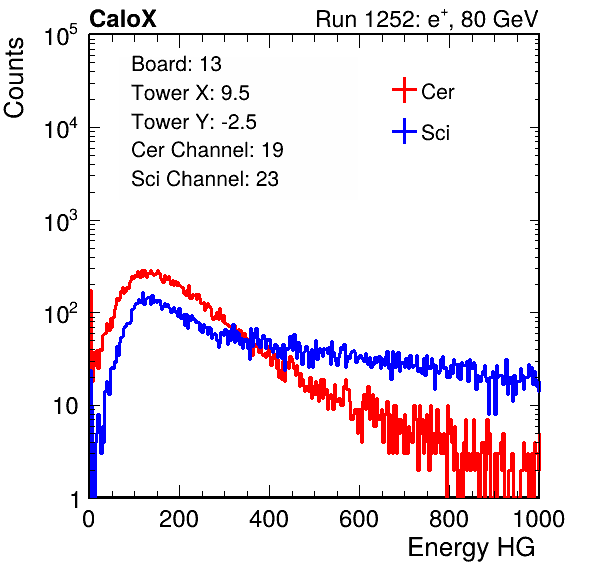 CaloX Run 1252: e⁺, 80 GeV
Counts
Board: 13
Tower X: 9.5
Tower Y: -2.5
Cer Channel: 19
Sci Channel: 23
Cer
Sci
10⁵
10⁴
10³
10²
10
1
0 200 400 600 800 1000
Energy HG